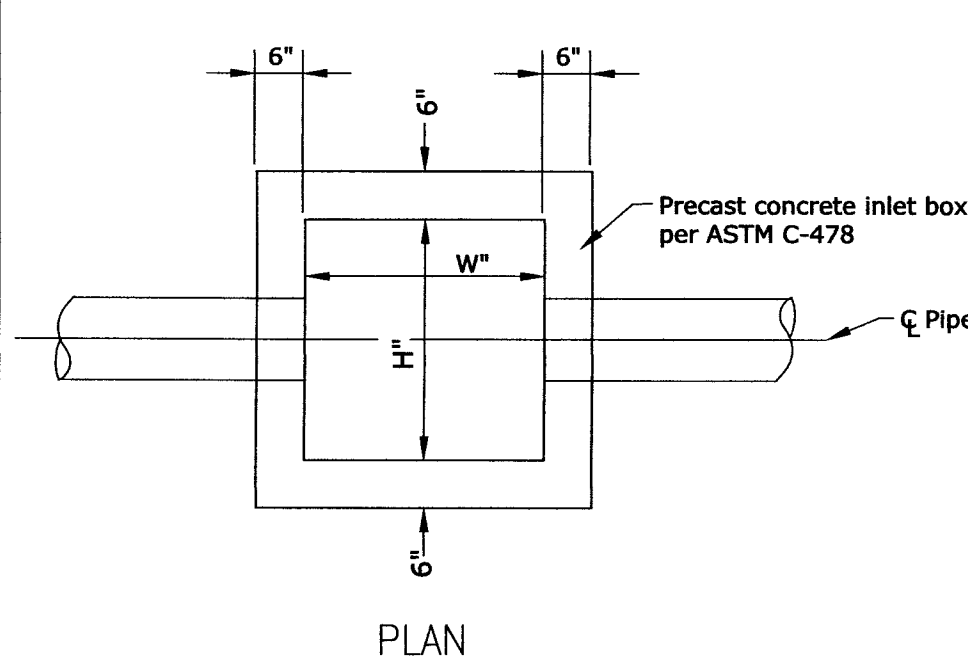 6" 6"
6"
Precast concrete inlet box
per ASTM C-478
W"
℄ Pipe
H"
6"
PLAN